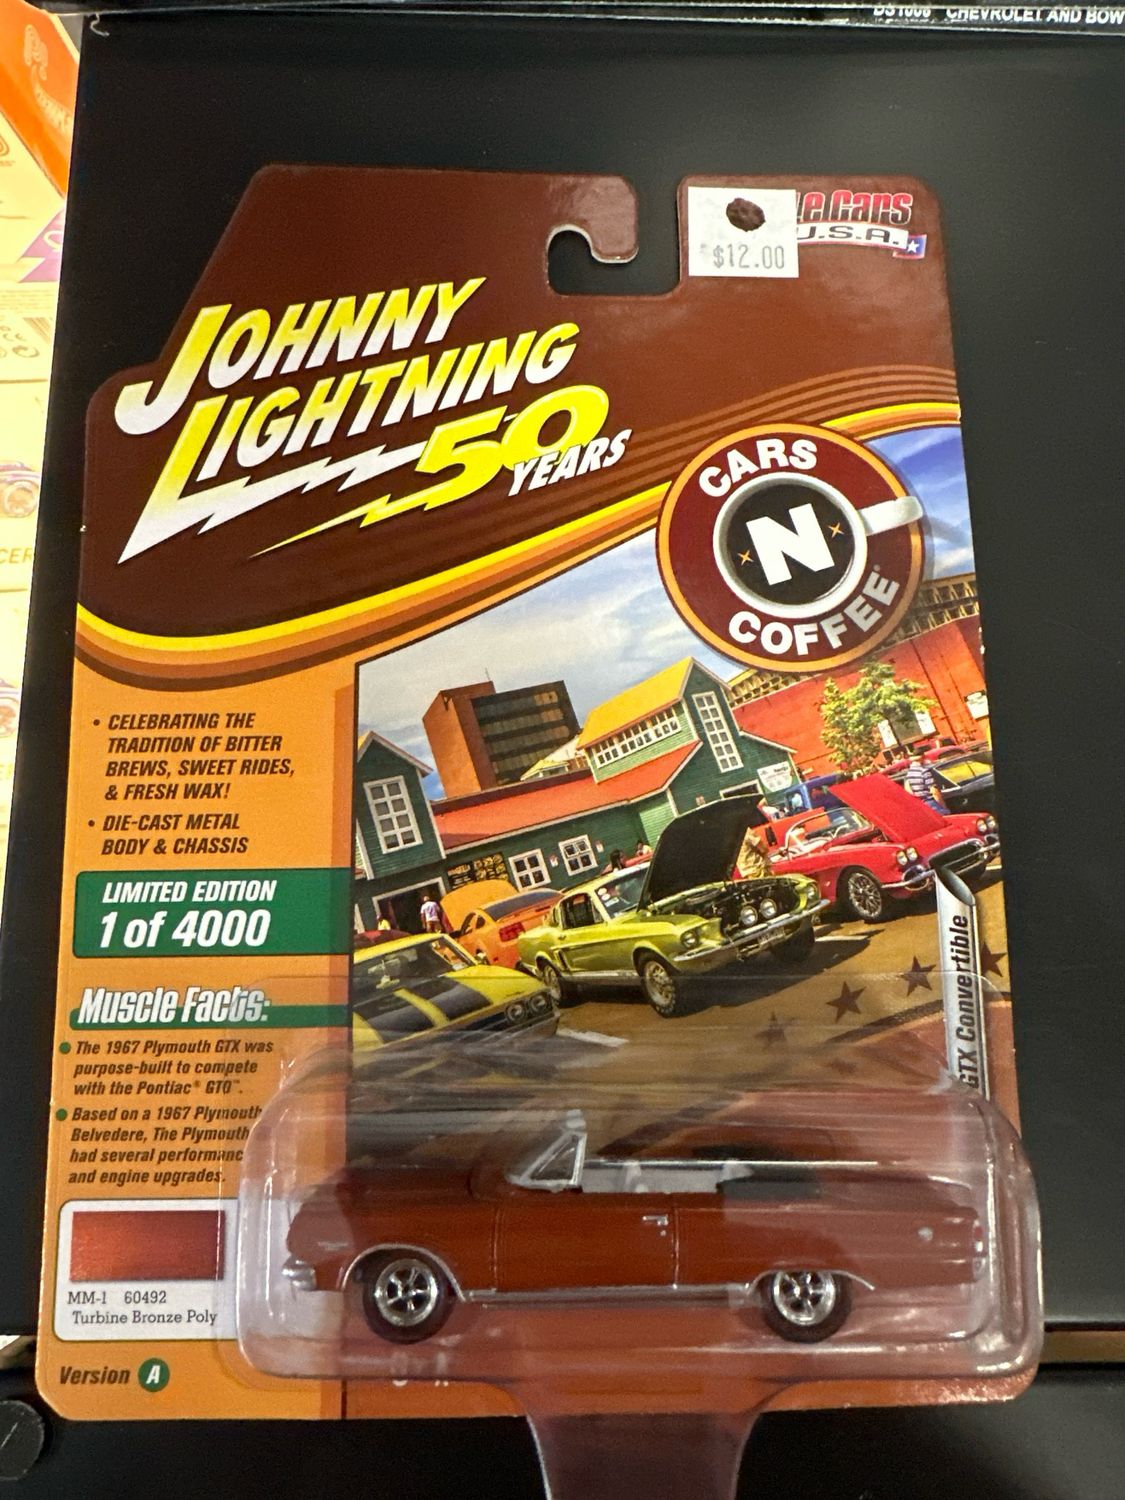 DS1008 CHEVROLET AND BOW
Cars
U.S.A.
$12.00
JOHNNY
LIGHTNING
50
YEARS
CARS
N
COFFEE
• CELEBRATING THE
TRADITION OF BITTER
BREWS, SWEET RIDES,
& FRESH WAX!
• DIE-CAST METAL
BODY & CHASSIS
LIMITED EDITION
1 of 4000
Muscle Facts:
• The 1967 Plymouth GTX was
purpose-built to compete
with the Pontiac® GTO™.
• Based on a 1967 Plymouth
Belvedere, The Plymouth
had several performanc
and engine upgrades.
GTX Convertible
MM-1 60492
Turbine Bronze Poly
Version A